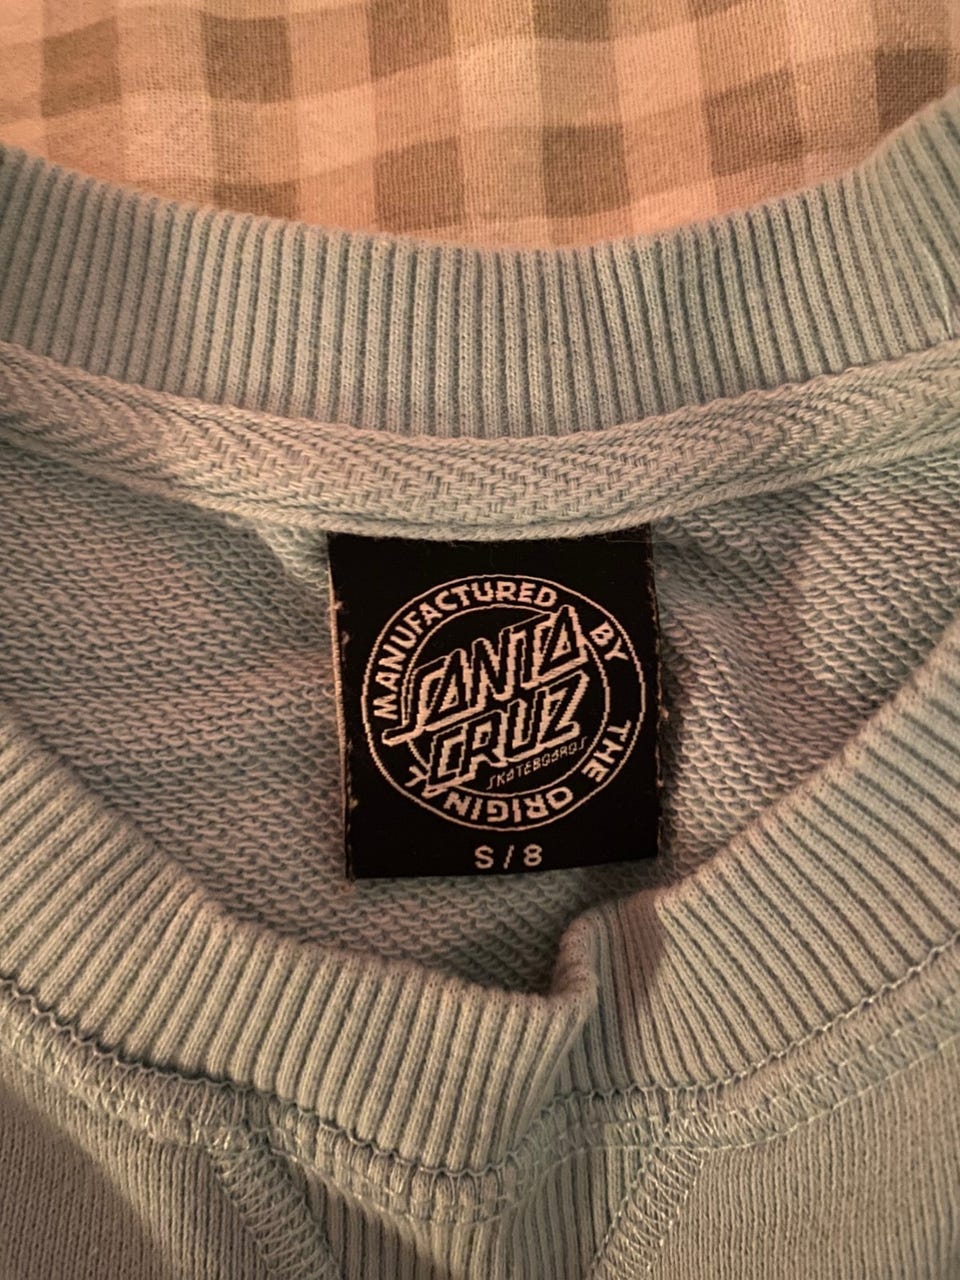 MANUFACTURED BY THE ORIGINAL
SANTA
CRUZ
SKATEBOARDS
S/8